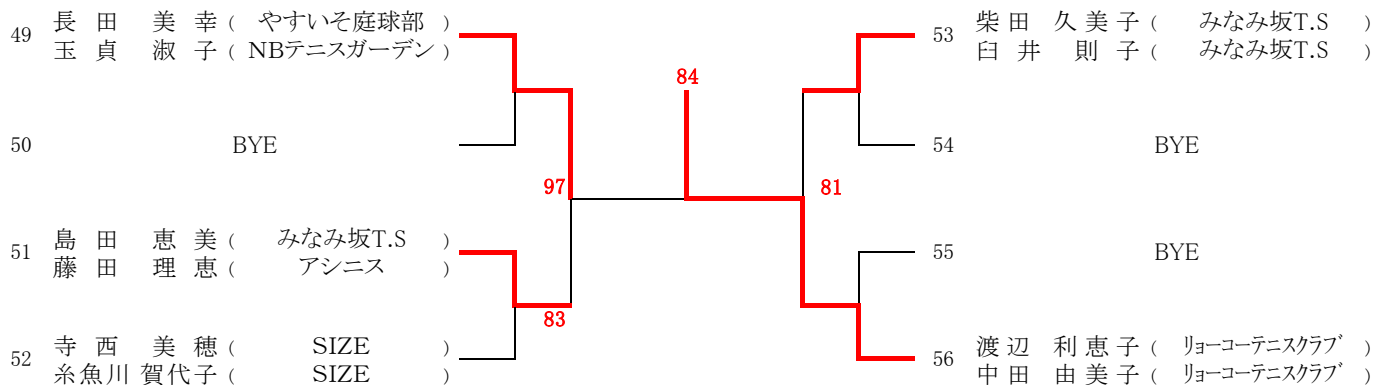 49 長田 美幸 ( やすいそ庭球部 )
玉貞 淑子 ( NBテニスガーデン )
50 BYE
51 島田 恵美 ( みなみ坂T.S )
藤田 理恵 ( アシニス )
52 寺西 美穂 ( SIZE )
糸魚川 賀代子 ( SIZE )
97
83
84
81
53 柴田 久美子 ( みなみ坂T.S )
臼井 則子 ( みなみ坂T.S )
54 BYE
55 BYE
56 渡辺 利恵子 ( リョーコーテニスクラブ )
中田 由美子 ( リョーコーテニスクラブ )